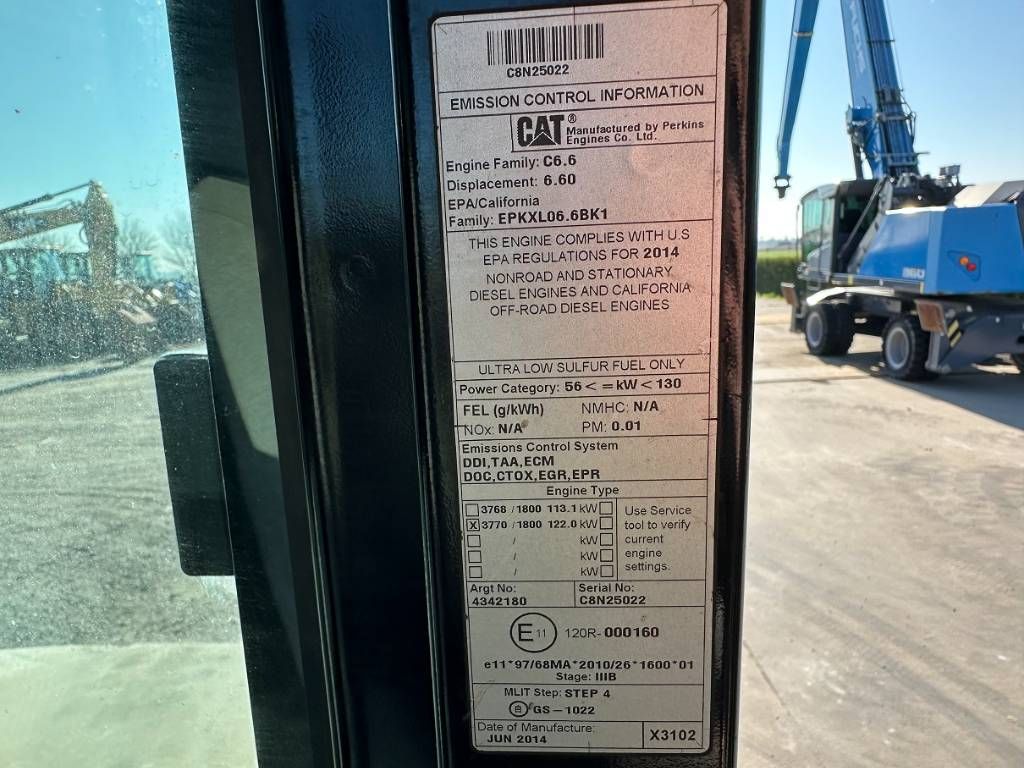 C8N25022
EMISSION CONTROL INFORMATION
CAT® Manufactured by Perkins
Engines Co. Ltd.
Engine Family: C6.6
Displacement: 6.60
EPA/California
Family: EPKXL06.6BK1
THIS ENGINE COMPLIES WITH U.S
EPA REGULATIONS FOR 2014
NONROAD AND STATIONARY
DIESEL ENGINES AND CALIFORNIA
OFF-ROAD DIESEL ENGINES
ULTRA LOW SULFUR FUEL ONLY
Power Category: 56 < = kW < 130
FEL (g/kWh) NMHC: N/A
NOx: N/A PM: 0.01
Emissions Control System
DDI,TAA,ECM
DOC,CTOX,EGR,EPR
Engine Type
3768 / 1800 113.1 kW
X 3770 / 1800 122.0 kW
/ kW
/ kW
/ kW
Use Service
tool to verify
current
engine
settings.
Argt No: Serial No:
4342180 C8N25022
E 11 120R-000160
e11*97/68MA*2010/26*1600*01
Stage: IIIB
MLIT Step: STEP 4
GS-1022
Date of Manufacture:
JUN 2014 X3102